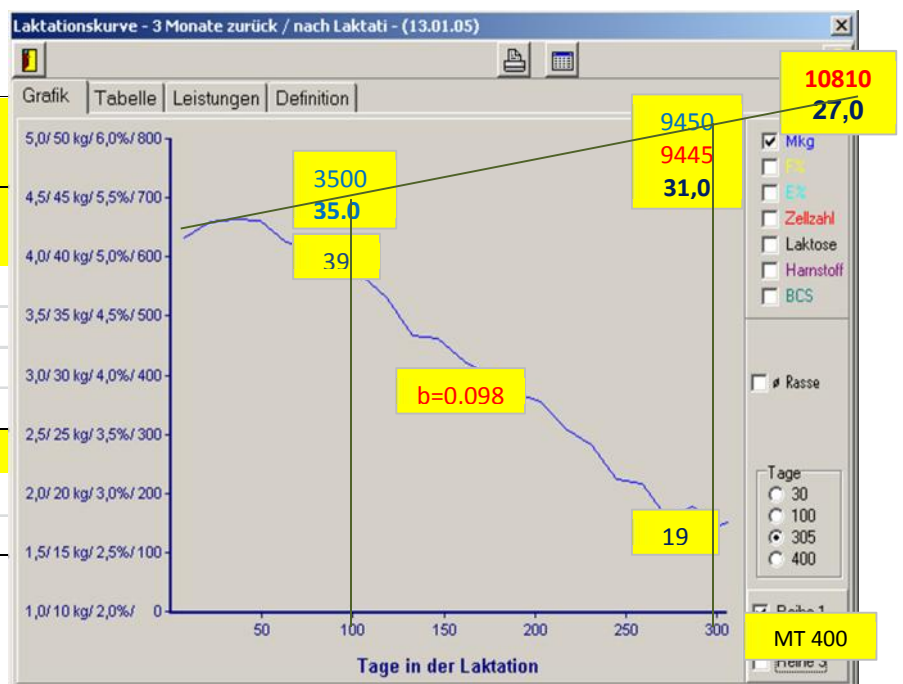 Laktationskurve - 3 Monate zurück / nach Laktati - (13.01.05)
Grafik Tabelle Leistungen Definition
10810
27,0
9450
9445
31,0
3500
35.0
39
b=0.098
19
5,0/ 50 kg/ 6,0%/ 800
4,5/ 45 kg/ 5,5%/ 700
4,0/ 40 kg/ 5,0%/ 600
3,5/ 35 kg/ 4,5%/ 500
3,0/ 30 kg/ 4,0%/ 400
2,5/ 25 kg/ 3,5%/ 300
2,0/ 20 kg/ 3,0%/ 200
1,5/ 15 kg/ 2,5%/ 100
1,0/ 10 kg/ 2,0%/ 0
50 100 150 200 250 300
Tage in der Laktation
Mkg
F%
E%
Zellzahl
Laktose
Harnstoff
BCS
ø Rasse
Tage
30
100
305
400
Reihe 1
MT 400
Reihe 3